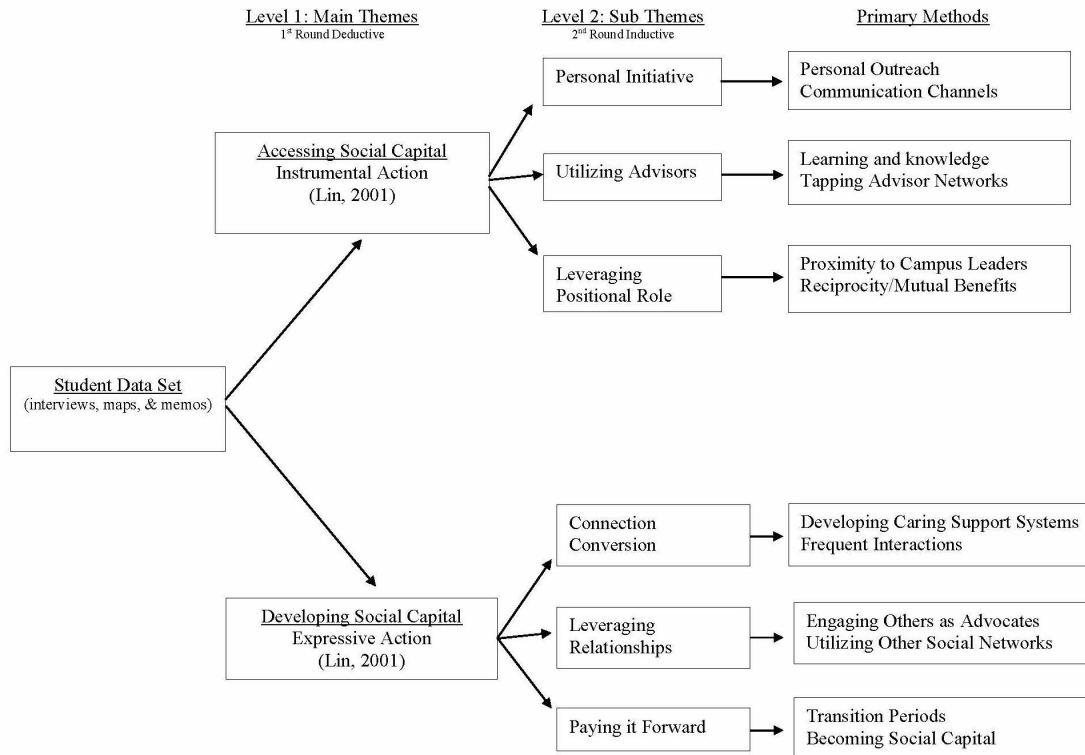 Level 1: Main Themes
1st Round Deductive
Level 2: Sub Themes
2nd Round Inductive
Primary Methods
Personal Initiative
Personal Outreach
Communication Channels
Accessing Social Capital
Instrumental Action
(Lin, 2001)
Utilizing Advisors
Learning and knowledge
Tapping Advisor Networks
Leveraging
Positional Role
Proximity to Campus Leaders
Reciprocity/Mutual Benefits
Student Data Set
(interviews, maps, & memos)
Connection
Conversion
Developing Caring Support Systems
Frequent Interactions
Developing Social Capital
Expressive Action
(Lin, 2001)
Leveraging
Relationships
Engaging Others as Advocates
Utilizing Other Social Networks
Paying it Forward
Transition Periods
Becoming Social Capital